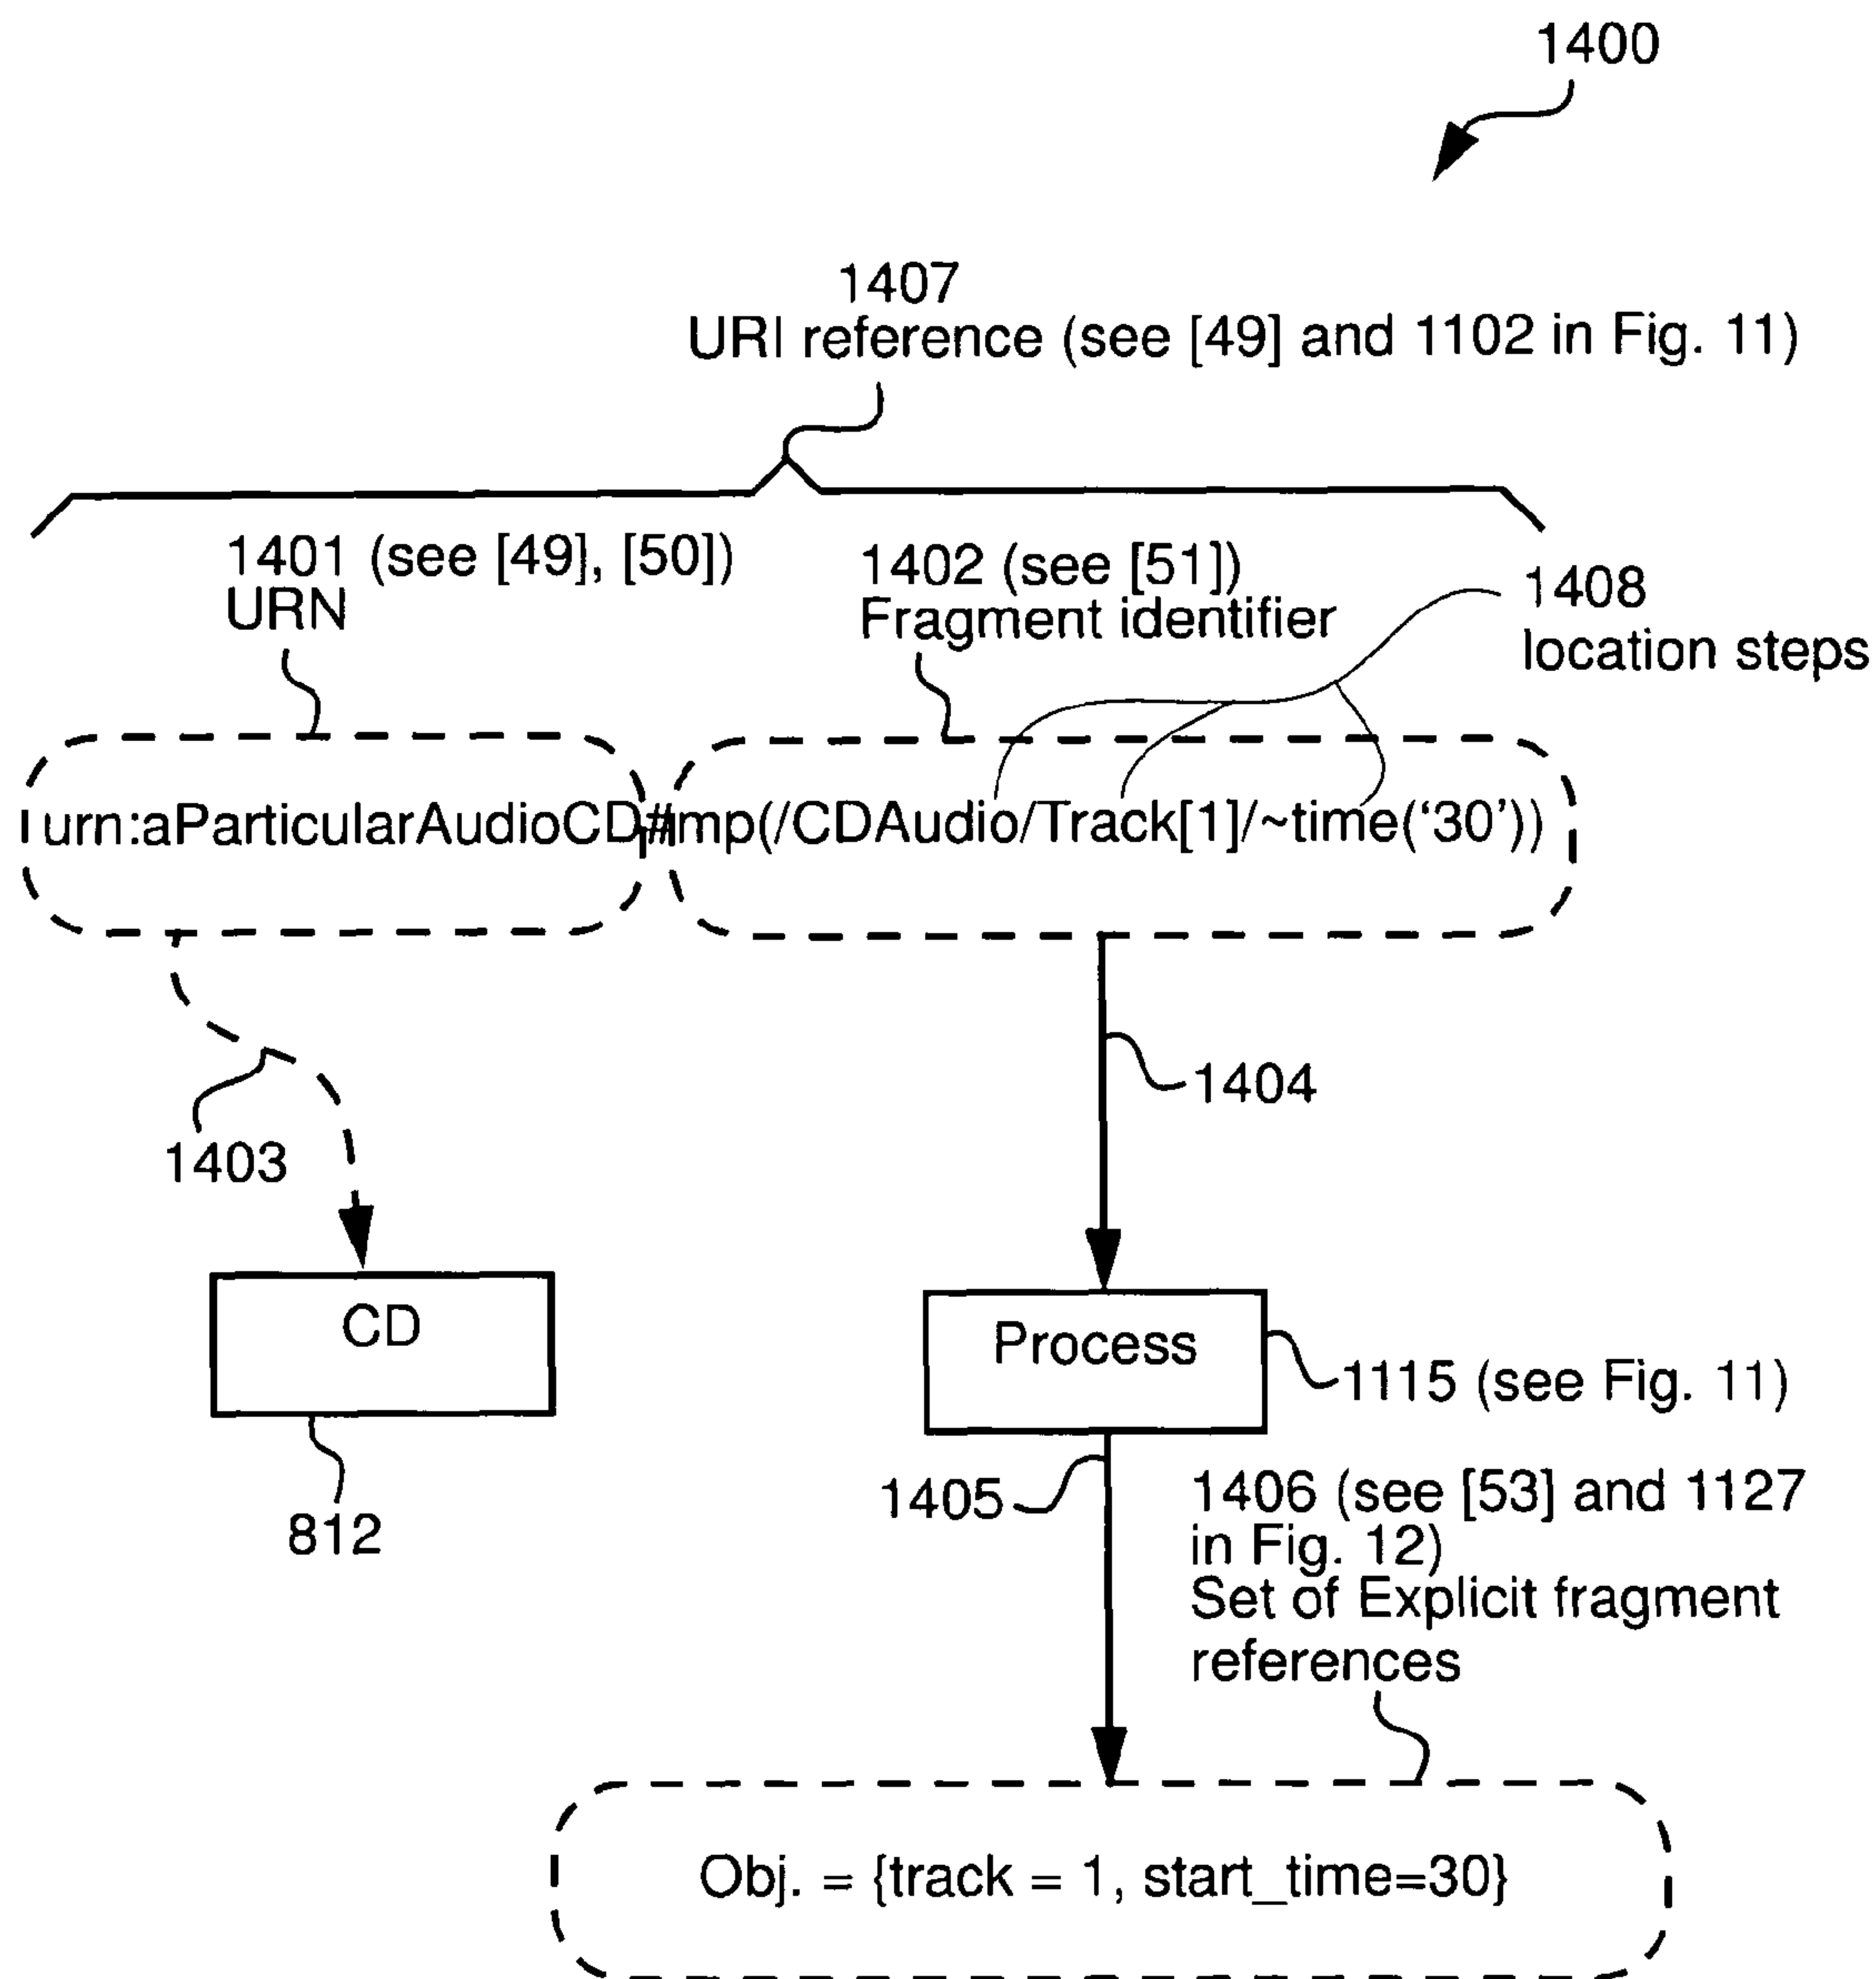 1400
1407
URI reference (see [49] and 1102 in Fig. 11)
1401 (see [49], [50])
URN
1402 (see [51])
Fragment identifier
1408
location steps
urn:aParticularAudioCD#mp(/CDAudio/Track[1]/~time(‘30’))
1403
1404
CD
Process
812
1115 (see Fig. 11)
1405
1406 (see [53] and 1127
in Fig. 12)
Set of Explicit fragment
references
Obj. = {track = 1, start_time=30}